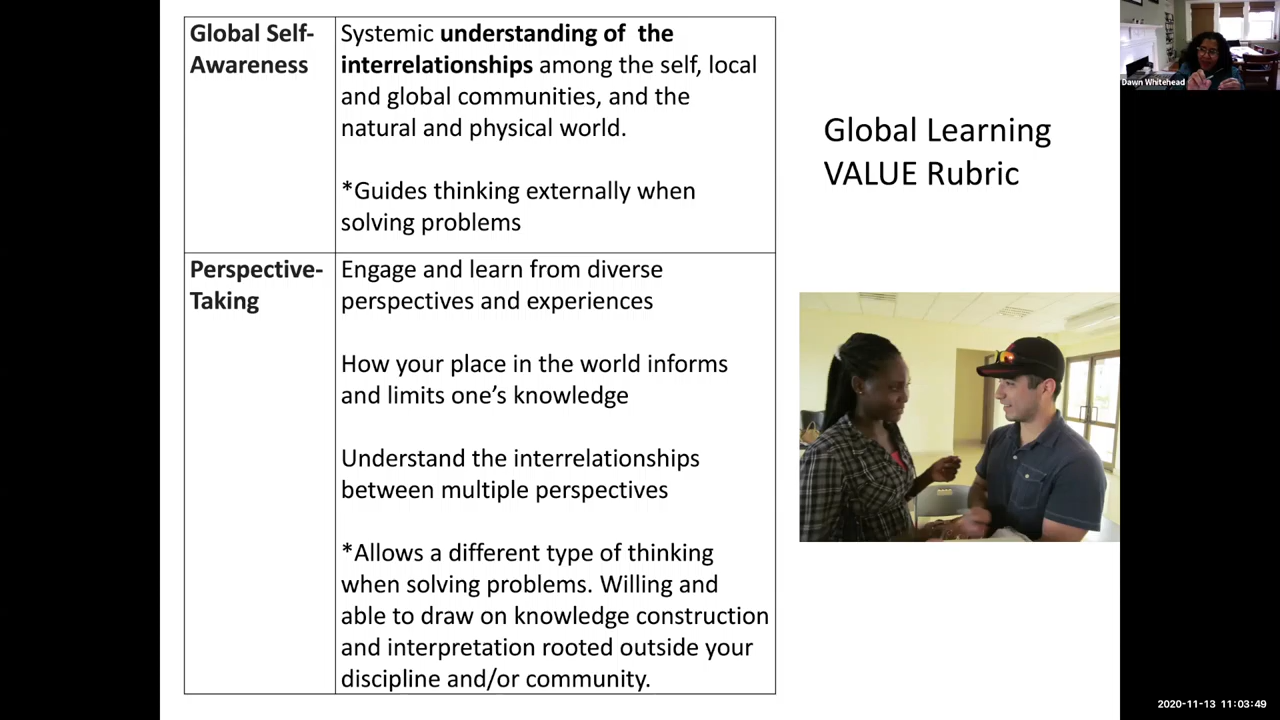 Global Self-
Awareness
Systemic understanding of the
interrelationships among the self, local
and global communities, and the
natural and physical world.
*Guides thinking externally when
solving problems
Perspective-
Taking
Engage and learn from diverse
perspectives and experiences
How your place in the world informs
and limits one’s knowledge
Understand the interrelationships
between multiple perspectives
*Allows a different type of thinking
when solving problems. Willing and
able to draw on knowledge construction
and interpretation rooted outside your
discipline and/or community.
Global Learning
VALUE Rubric
Dawn Whitehead
2020-11-13 11:03:49